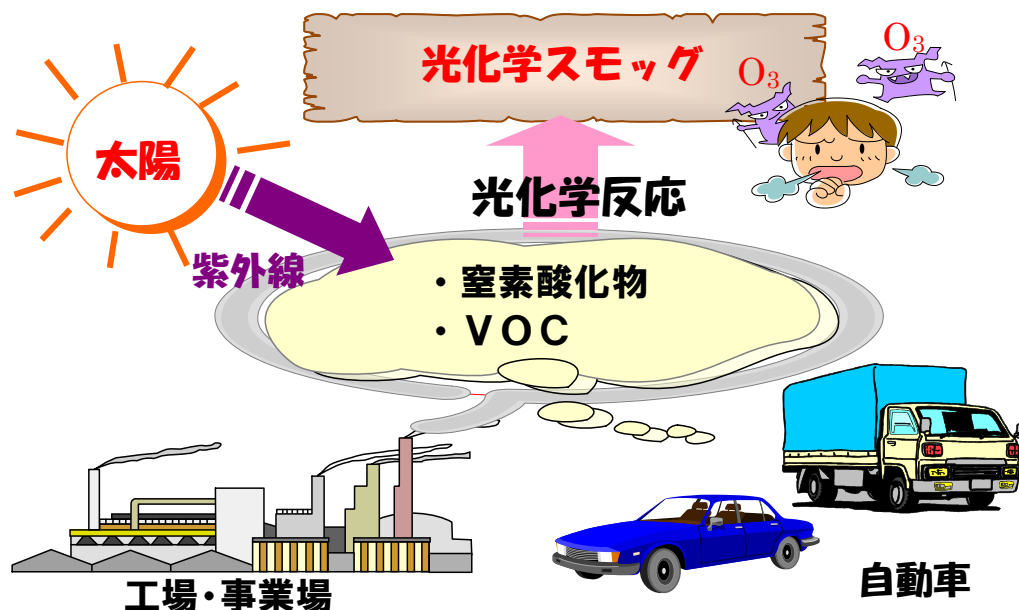 光化学スモッグ
O₃
O₃
太陽
光化学反応
紫外線
・窒素酸化物
・ＶＯＣ
工場・事業場
自動車